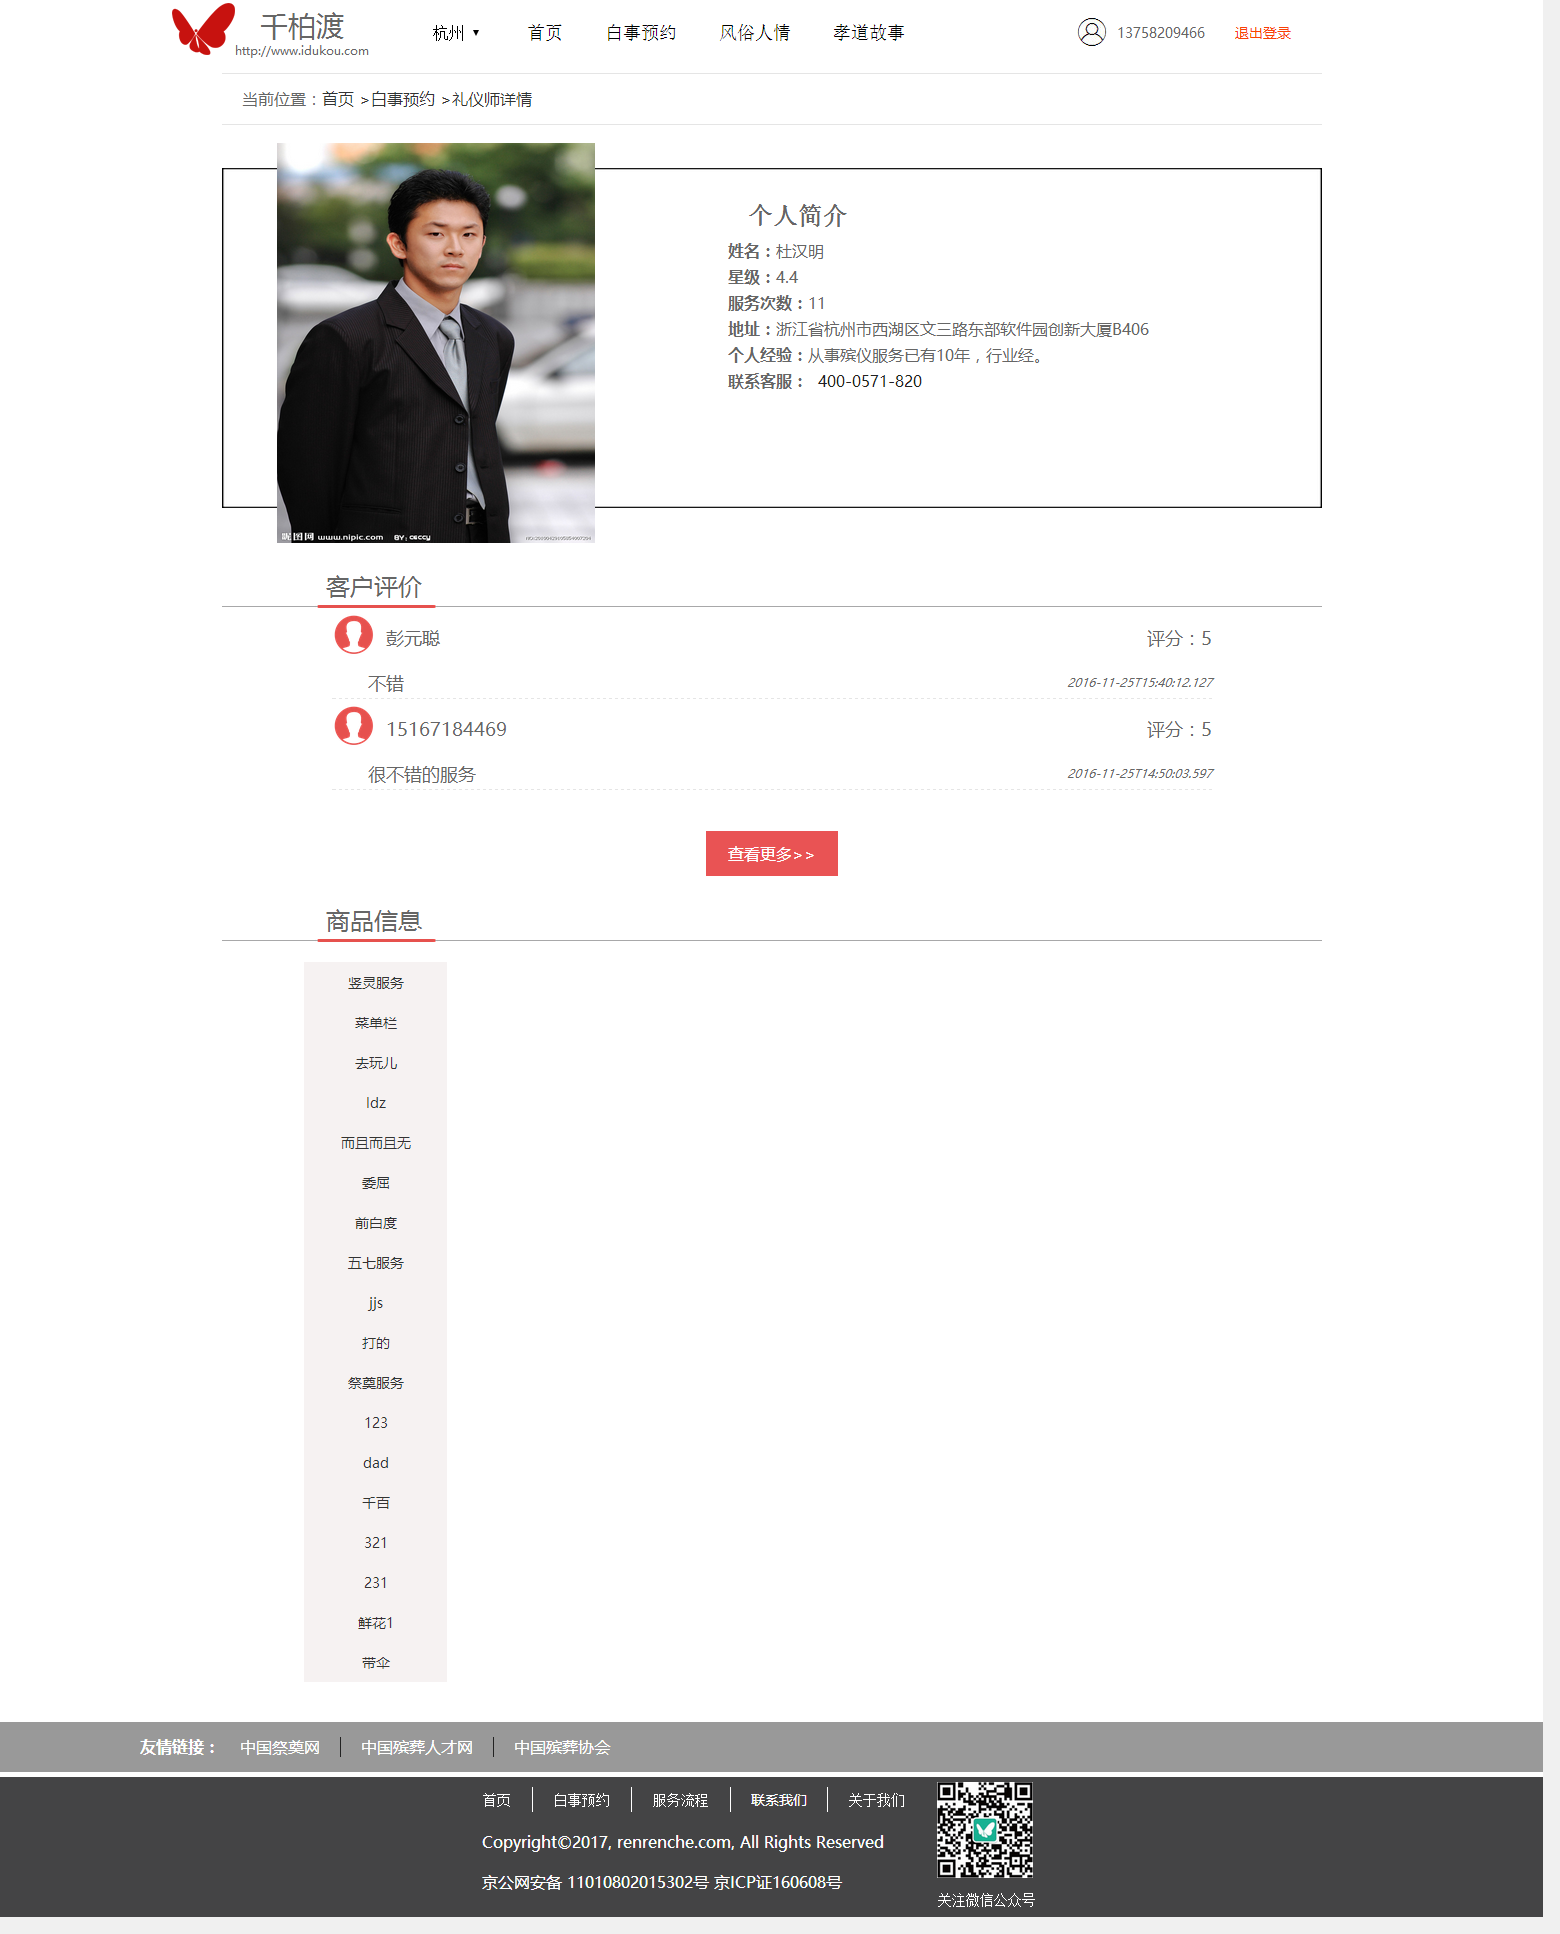 千柏渡
http://www.idukou.com
杭州 ▼
首页
白事预约
风俗人情
孝道故事
13758209466
退出登录
当前位置：首页 >白事预约 >礼仪师详情
个人简介
姓名：杜汉明
星级：4.4
服务次数：11
地址：浙江省杭州市西湖区文三路东部软件园创新大厦B406
个人经验：从事殡仪服务已有10年，行业经。
联系客服： 400-0571-820
昵图网 www.nipic.com BY:ceccy
客户评价
彭元聪
评分：5
不错
2016-11-25T15:40:12.127
15167184469
评分：5
很不错的服务
2016-11-25T14:50:03.597
查看更多>>
商品信息
竖灵服务
菜单栏
去玩儿
ldz
而且而且无
委屈
前白度
五七服务
jjs
打的
祭奠服务
123
dad
千百
321
231
鲜花1
带伞
友情链接： 中国祭奠网 中国殡葬人才网 中国殡葬协会
首页 白事预约 服务流程 联系我们 关于我们
Copyright©2017, renrenche.com, All Rights Reserved
京公网安备 11010802015302号 京ICP证160608号
关注微信公众号